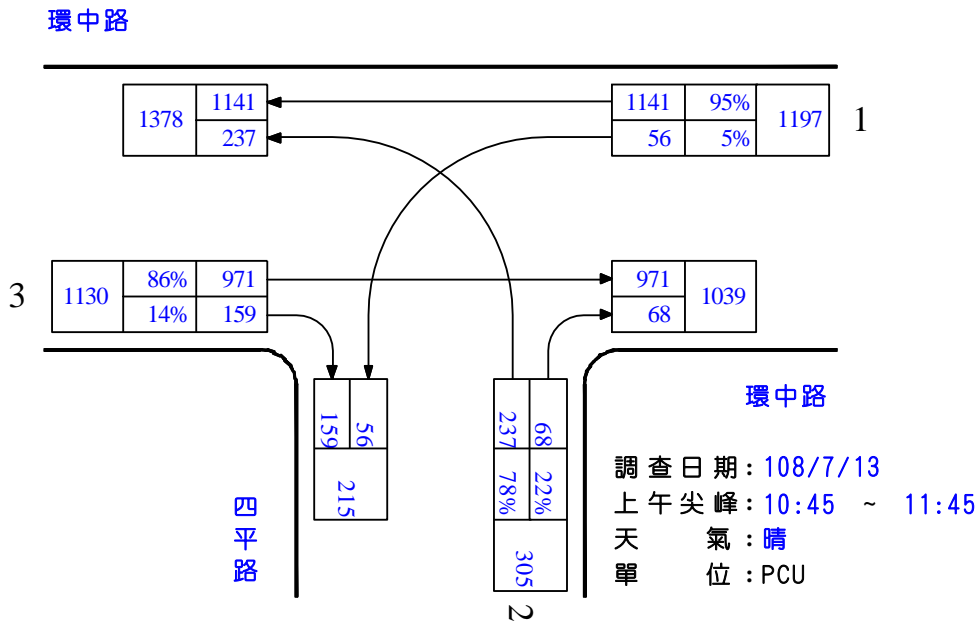 環中路
1378 1141 1141 95% 1197 1
237 56 5%
3 1130 86% 971 971 1039
14% 159 68
環中路
159 56 237 68
215 78% 22%
305
2
四平路
調查日期:108/7/13
上午尖峰:10:45 ~ 11:45
天 氣:晴
單 位:PCU